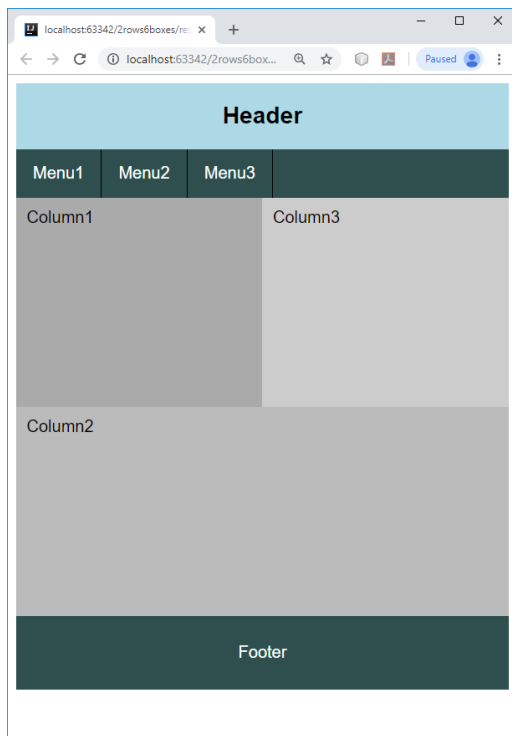 localhost:63342/2rows6boxes/re
localhost:63342/2rows6box...
Paused
Header
Menu1 Menu2 Menu3
Column1 Column3
Column2
Footer